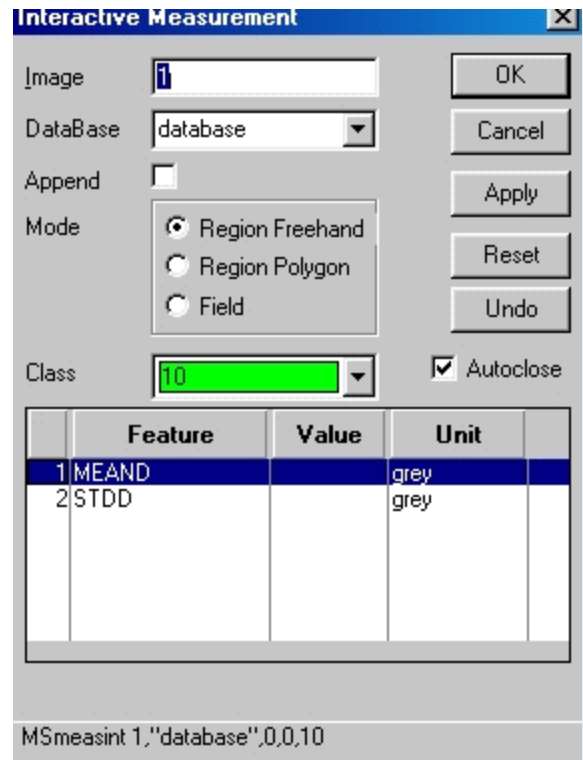 Interactive Measurement
Image 1 OK
DataBase database Cancel
Append Apply
Mode Region Freehand
Region Polygon Reset
Field Undo
Class 10 Autoclose
Feature Value Unit
1 MEAND grey
2 STDD grey
MSmeasint 1,"database",0,0,10